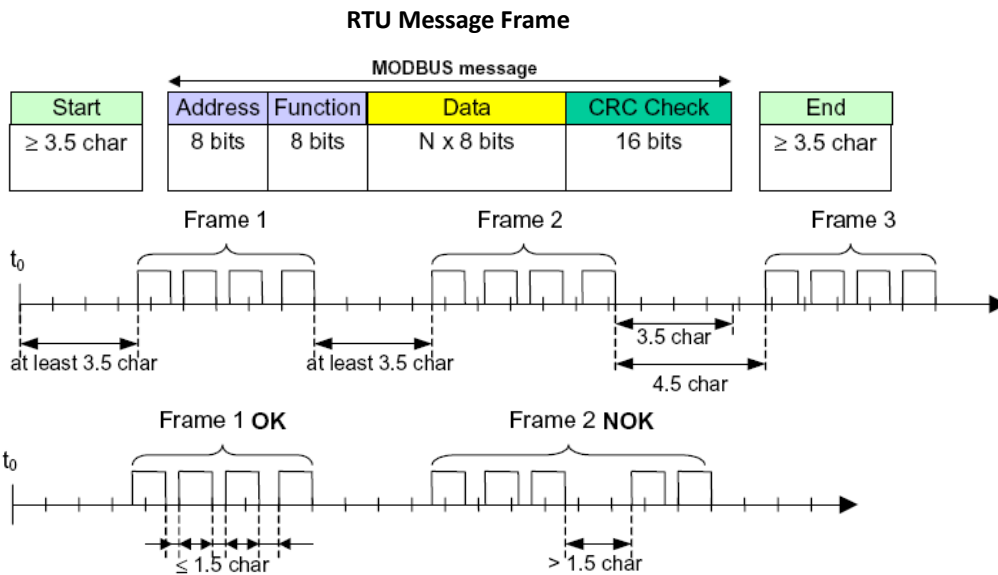 RTU Message Frame
MODBUS message
Start Address Function Data CRC Check End
≥ 3.5 char 8 bits 8 bits N x 8 bits 16 bits ≥ 3.5 char
Frame 1 Frame 2 Frame 3
t0
3.5 char
at least 3.5 char at least 3.5 char
4.5 char
Frame 1 OK Frame 2 NOK
t0
≤ 1.5 char > 1.5 char